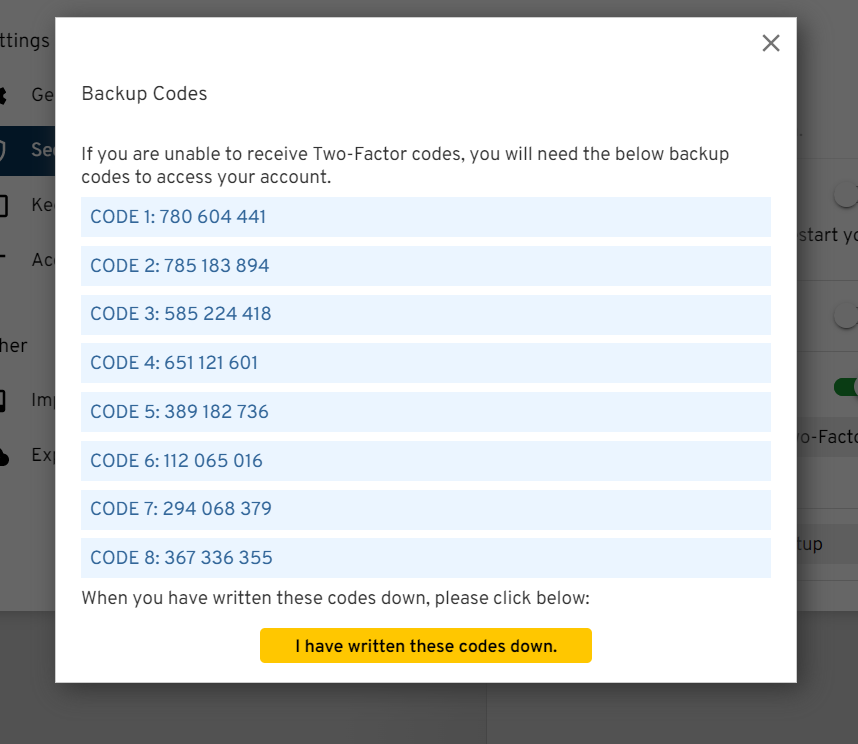 ttings
Backup Codes
If you are unable to receive Two-Factor codes, you will need the below backup
codes to access your account.
CODE 1: 780 604 441
CODE 2: 785 183 894
CODE 3: 585 224 418
CODE 4: 651 121 601
CODE 5: 389 182 736
CODE 6: 112 065 016
CODE 7: 294 068 379
CODE 8: 367 336 355
When you have written these codes down, please click below:
I have written these codes down.
Ge
Se
Ke
Acc
her
Imp
Exp
start yo
o-Facto
tup